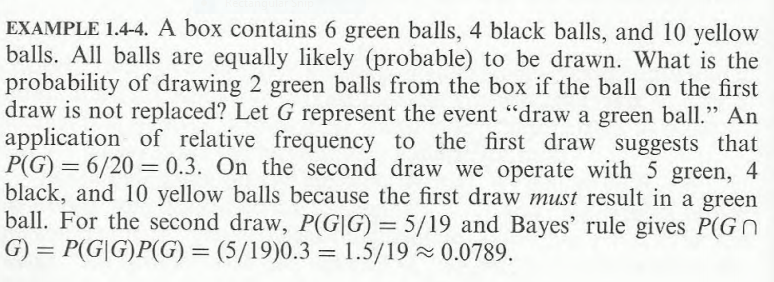 EXAMPLE 1.4-4. A box contains 6 green balls, 4 black balls, and 10 yellow
balls. All balls are equally likely (probable) to be drawn. What is the
probability of drawing 2 green balls from the box if the ball on the first
draw is not replaced? Let G represent the event “draw a green ball.” An
application of relative frequency to the first draw suggests that
P(G) = 6/20 = 0.3. On the second draw we operate with 5 green, 4
black, and 10 yellow balls because the first draw must result in a green
ball. For the second draw, P(G|G) = 5/19 and Bayes’ rule gives P(G ∩
G) = P(G|G)P(G) = (5/19)0.3 = 1.5/19 ≈ 0.0789.